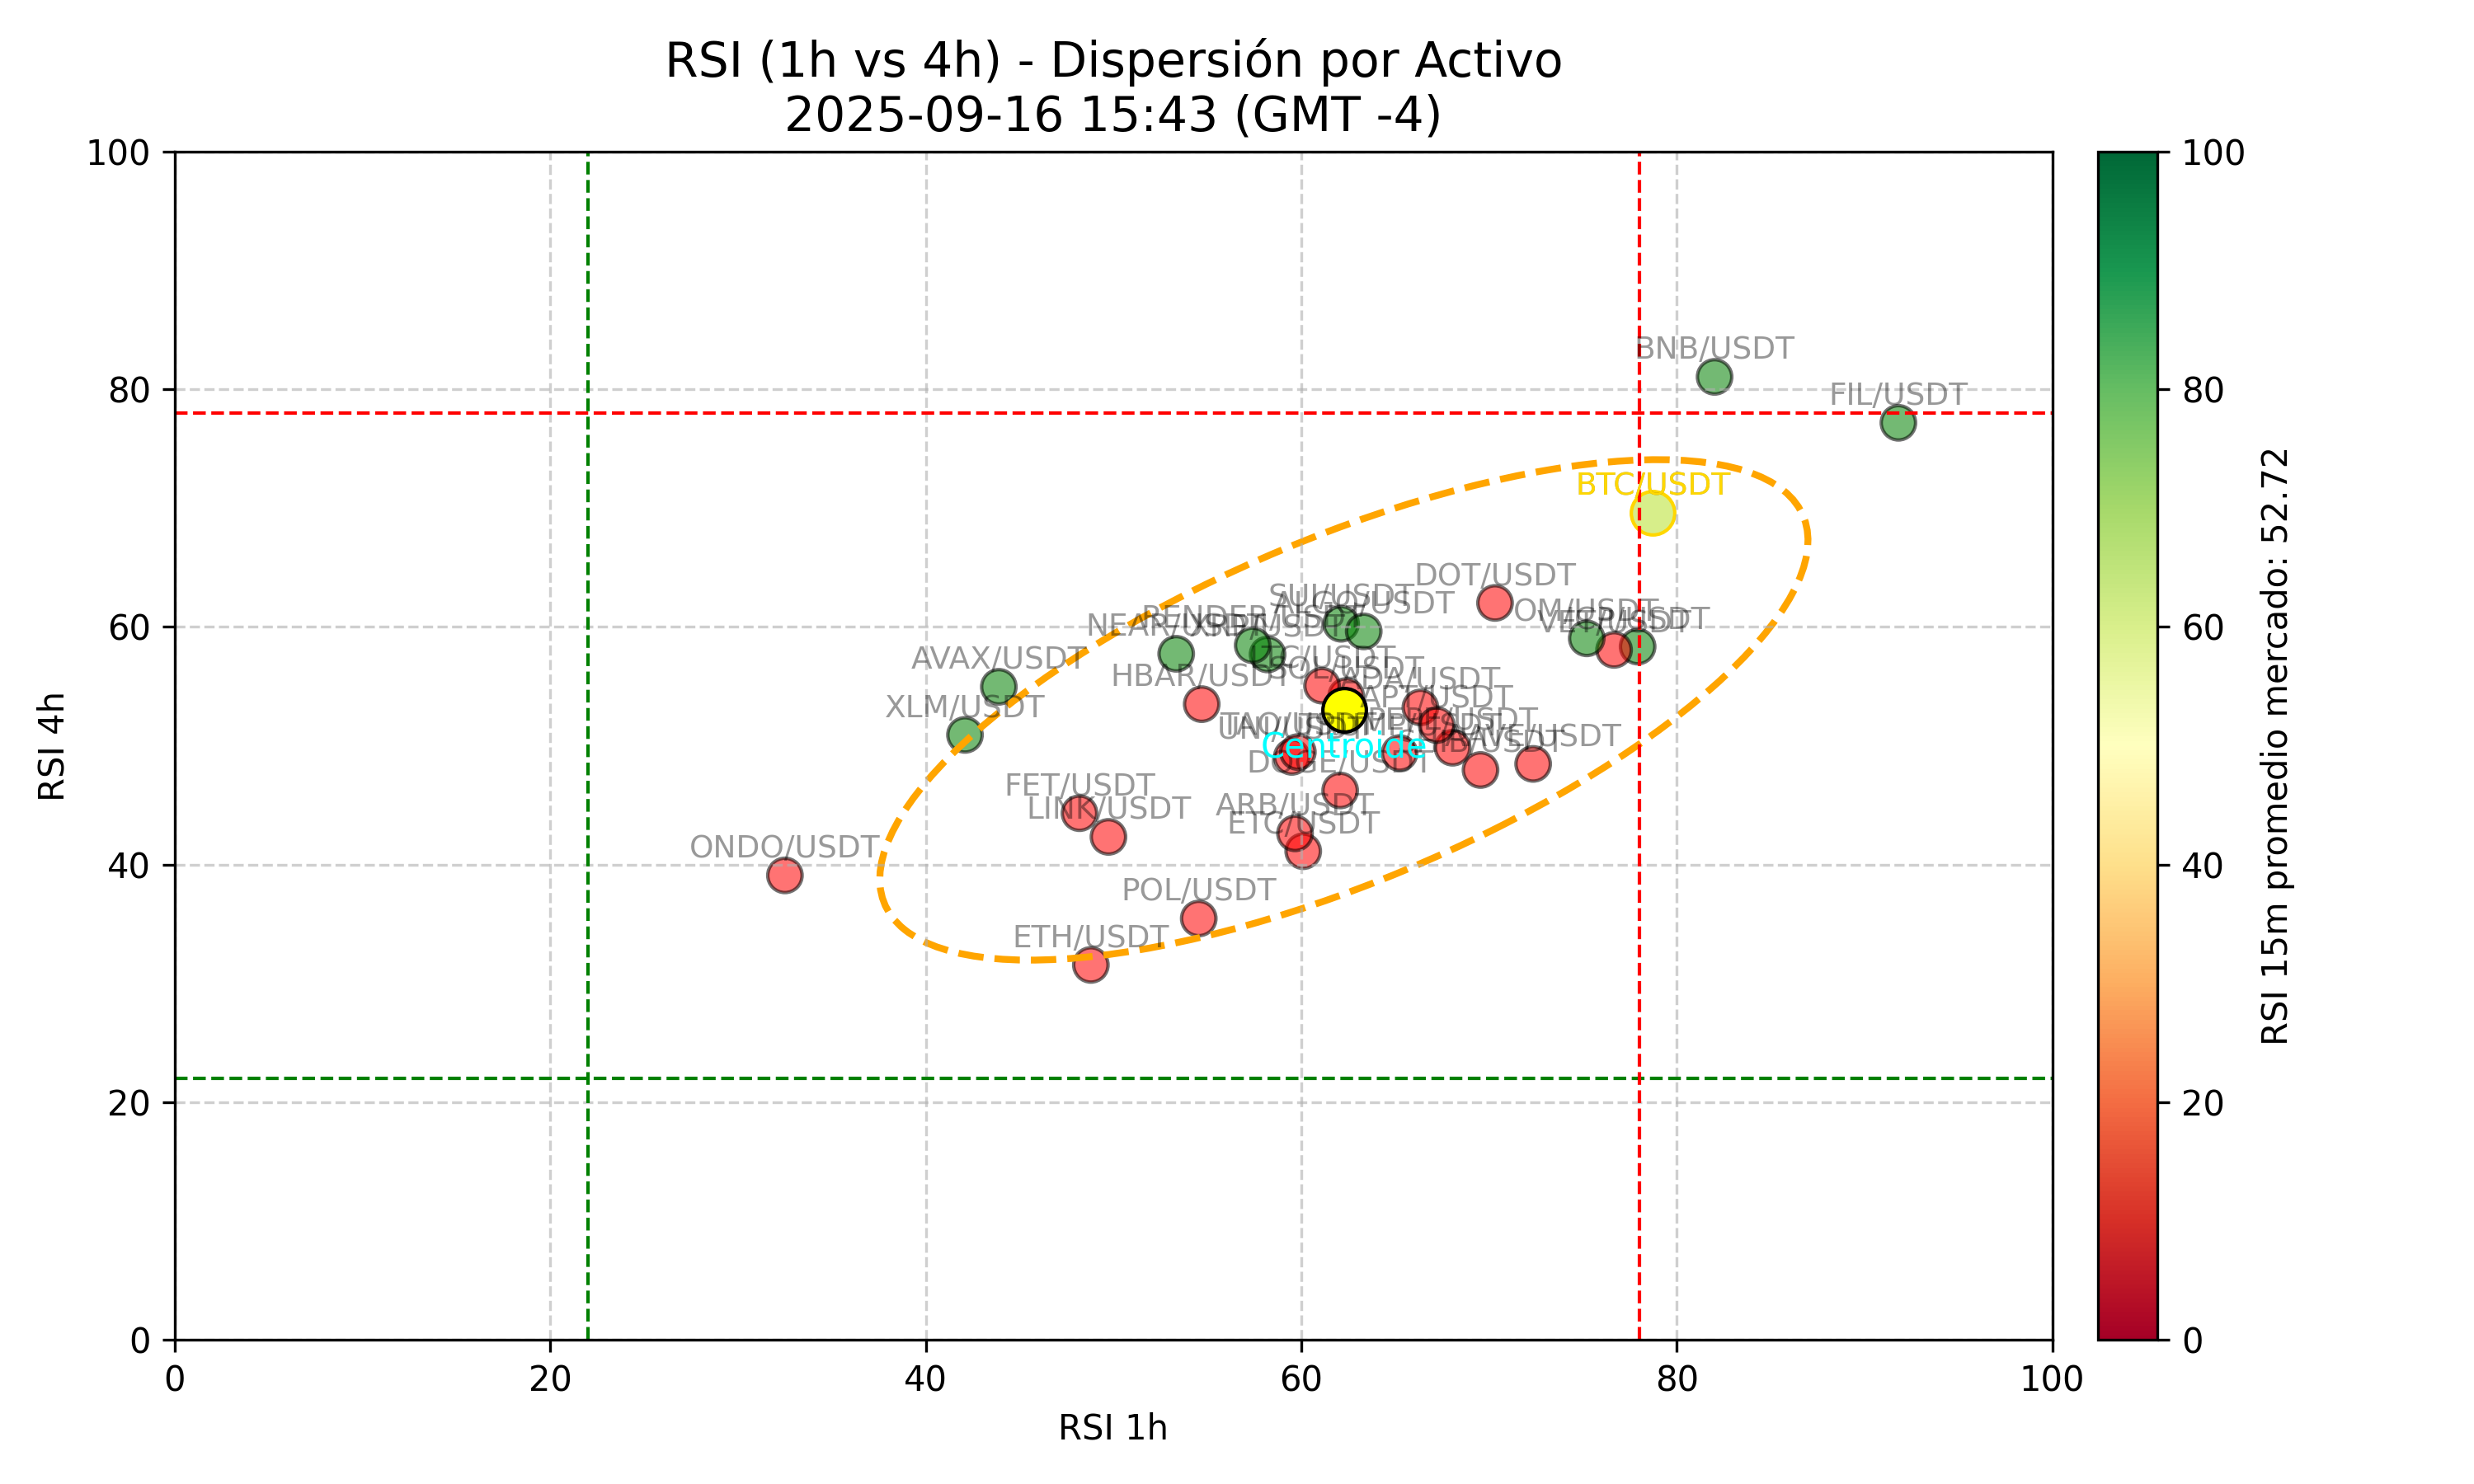 RSI (1h vs 4h) - Dispersión por Activo
2025-09-16 15:43 (GMT -4)
100
80
60
40
20
0
0
20
40
60
80
100
RSI 4h
RSI 1h
BNB/USDT
FIL/USDT
BTC/USDT
DOT/USDT
SUI/USDT
ALGO/USDT
OM/USDT
VET/USDT
RENDER
NEAR/USDT
XRP/USDT
AVAX/USDT
HBAR/USDT
LTC/USDT
SOL/USDT
ADA/USDT
XLM/USDT
APT/USDT
PEPE/USDT
TAO/USDT
UNI/USDT
AAVE/USDT
Centroide
DOGE/USDT
FET/USDT
LINK/USDT
ARB/USDT
ETC/USDT
ONDO/USDT
POL/USDT
ETH/USDT
100
80
60
40
20
0
RSI 15m promedio mercado: 52.72